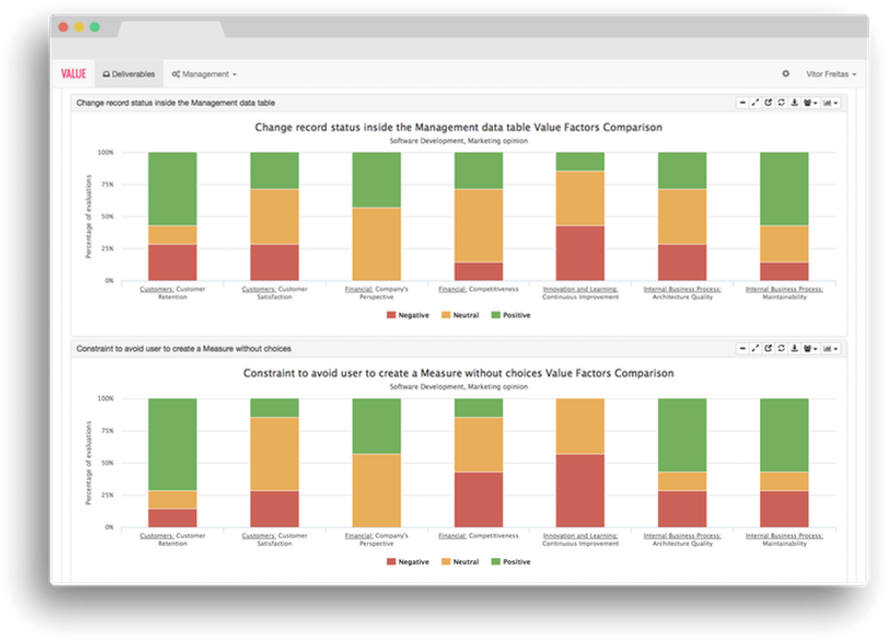 VALUE Deliverables Management Vitor Freitas
Change record status inside the Management data table
Change record status inside the Management data table Value Factors Comparison
Software Development, Marketing opinion
Percentage of evaluations
100%
75%
50%
25%
0%
Customers: Customer Retention
Customers: Customer Satisfaction
Financial: Company's Perspective
Financial: Competitiveness
Innovation and Learning: Continuous Improvement
Internal Business Process: Architecture Quality
Internal Business Process: Maintainability
Negative Neutral Positive
Constraint to avoid user to create a Measure without choices
Constraint to avoid user to create a Measure without choices Value Factors Comparison
Software Development, Marketing opinion
Percentage of evaluations
100%
75%
50%
25%
0%
Customers: Customer Retention
Customers: Customer Satisfaction
Financial: Company's Perspective
Financial: Competitiveness
Innovation and Learning: Continuous Improvement
Internal Business Process: Architecture Quality
Internal Business Process: Maintainability
Negative Neutral Positive